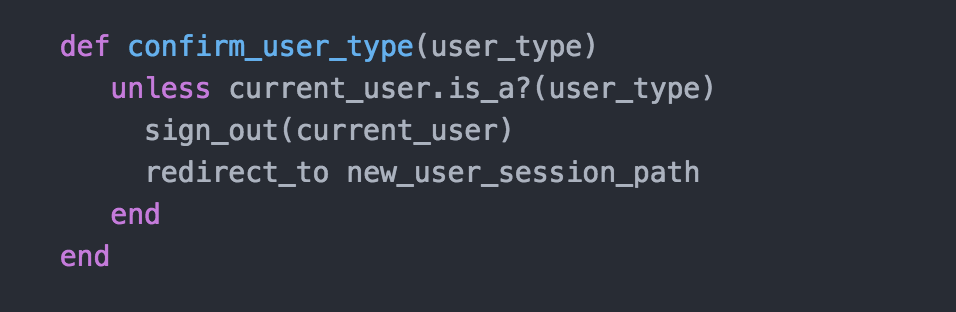 def confirm_user_type(user_type)
unless current_user.is_a?(user_type)
sign_out(current_user)
redirect_to new_user_session_path
end
end